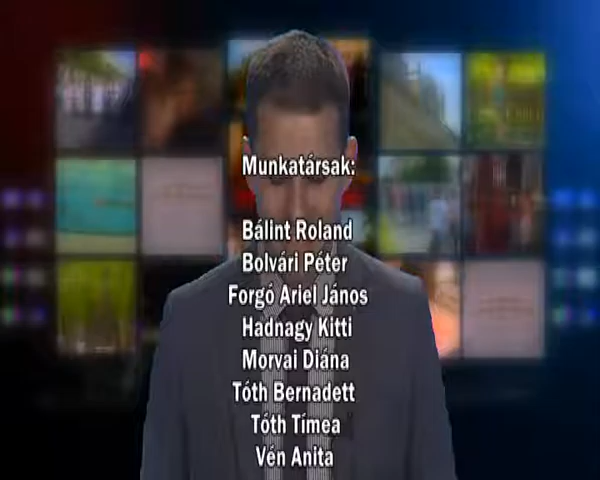 Munkatársak:
Bálint Roland
Bolvári Péter
Forgó Ariel János
Hadnagy Kitti
Morvai Diána
Tóth Bernadett
Tóth Tímea
Vén Anita